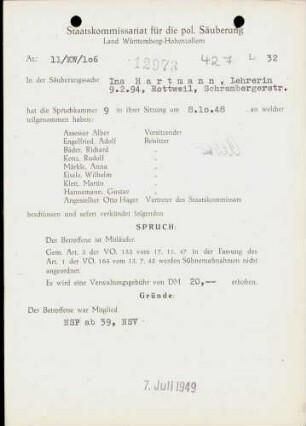 Staatskommissariat für die pol. Säuberung
Land Württemberg-Hohenzollern
Az: 11/KW/106 12073 427 L 32
In der Säuberungssache Ina Hartmann, Lehrerin
9.2.94, Rottweil, Schrambergerstr.
hat die Spruchkammer 9 in ihrer Sitzung am 8.10.48 an welcher
teilgenommen haben:
Assessor Alber Vorsitzender
Engelfried, Adolf Beisitzer
Bäder, Richard
Kenz, Rudolf
Märkle, Anna
Eisele, Wilhelm
Klett, Martin
Hannemann, Gustav
Angestellter Otto Hager Vertreter des Staatskommissars
beschlossen und sofort verkündet folgenden
SPRUCH:
Der Betroffene ist Mitläufer.
Gem. Art. 3 der VO. 133 vom 17. 11. 47 in der Fassung des
Art. 1 der VO. 165 vom 13. 7. 48 werden Sühnemaßnahmen nicht
angeordnet.
Es wird eine Verwaltungsgebühr von DM 20,-- erhoben.
Gründe:
Der Betroffene war Mitglied
NSF ab 39, NSV
7. Juli 1949